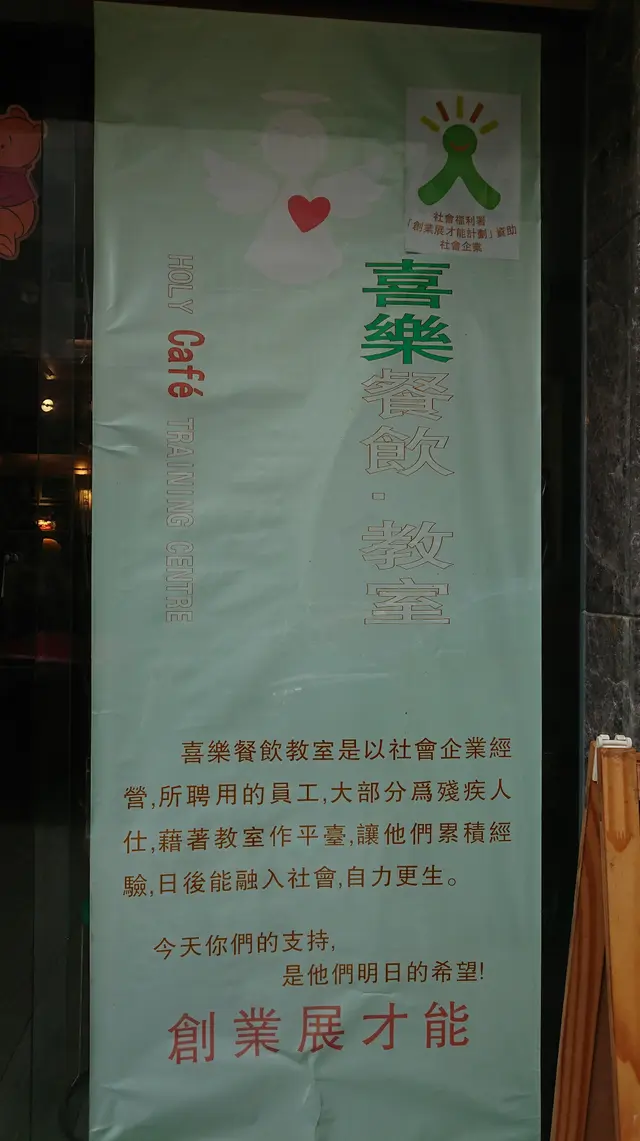 社會福利署
「創業展才能計劃」資助
社會企業
喜樂餐飲·教室
HOLY Café TRAINING CENTRE
喜樂餐飲教室是以社會企業經
營,所聘用的員工,大部分爲殘疾人
仕,藉著教室作平臺,讓他們累積經
驗,日後能融入社會,自力更生。
今天你們的支持,
是他們明日的希望!
創業展才能